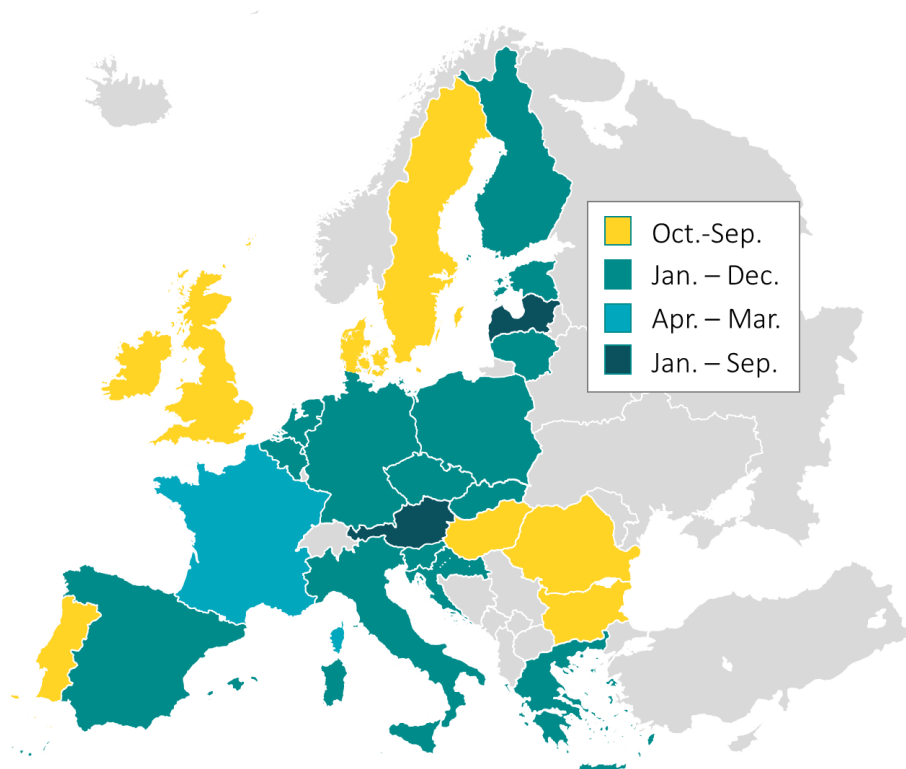 Oct.-Sep.
Jan. – Dec.
Apr. – Mar.
Jan. – Sep.